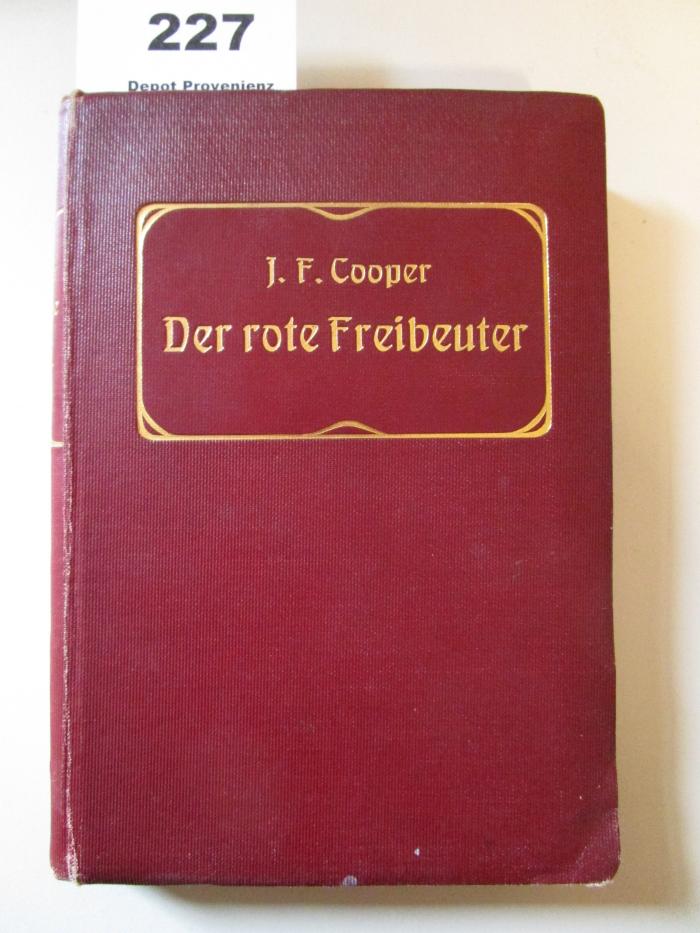 227
Depot Provenienz
J. F. Cooper
Der rote Freibeuter